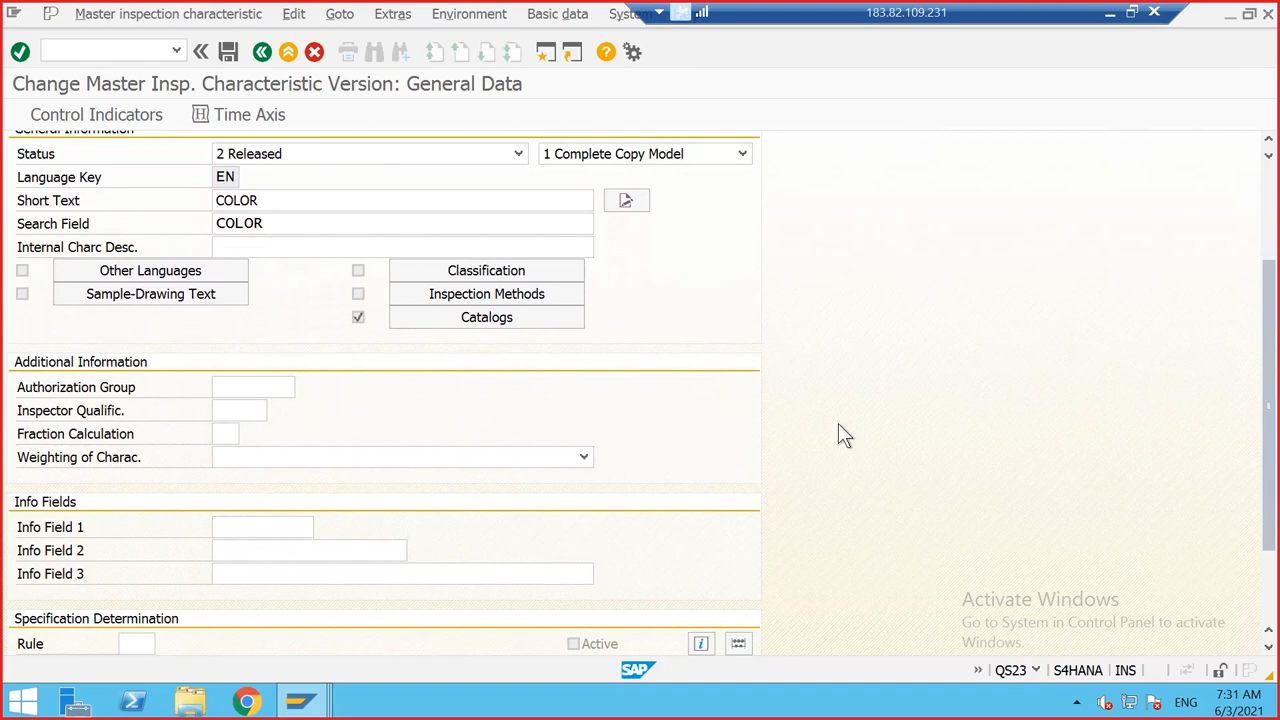 Master inspection characteristic Edit Goto Extras Environment Basic data System 183.82.109.231
Change Master Insp. Characteristic Version: General Data
Control Indicators Time Axis
General Information
Status 2 Released 1 Complete Copy Model
Language Key EN
Short Text COLOR
Search Field COLOR
Internal Charc Desc.
Other Languages Classification
Sample-Drawing Text Inspection Methods
Catalogs
Additional Information
Authorization Group
Inspector Qualific.
Fraction Calculation
Weighting of Charac.
Info Fields
Info Field 1
Info Field 2
Info Field 3
Activate Windows
Go to System in Control Panel to activate
Windows.
Specification Determination
Rule Active
SAP QS23 S4HANA INS
ENG 7:31 AM
6/3/2021